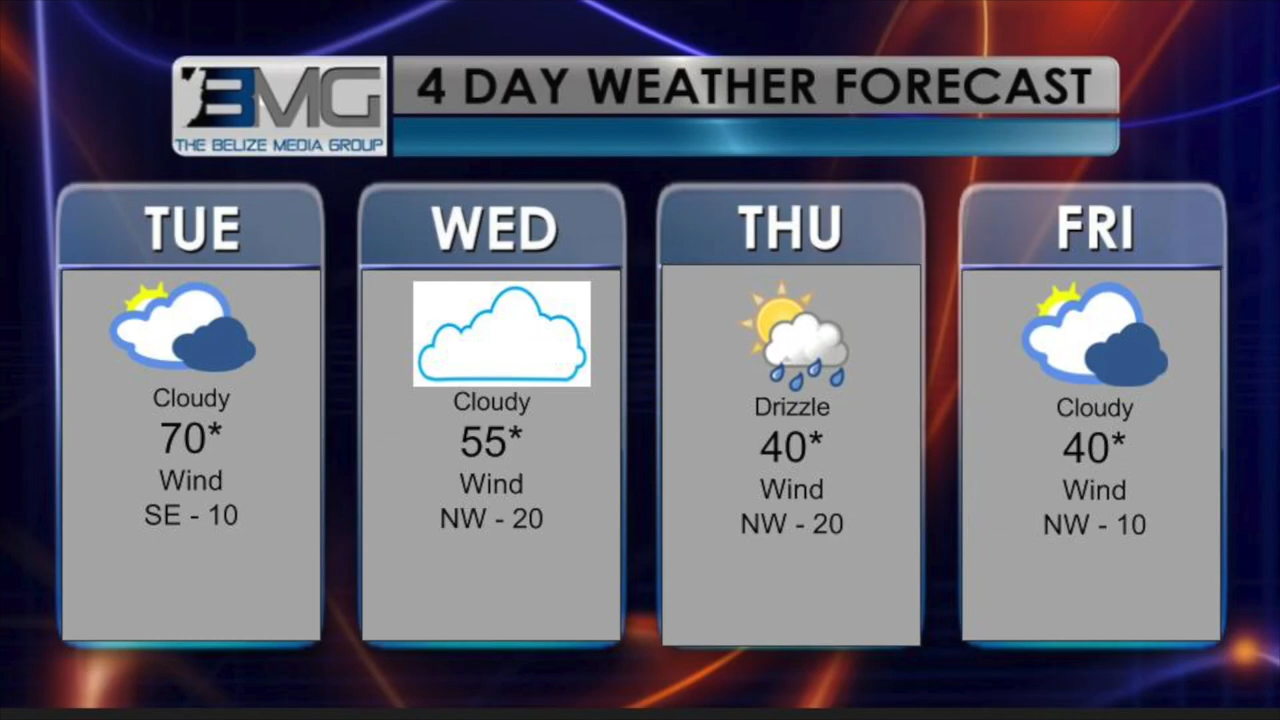 BMG
THE BELIZE MEDIA GROUP
4 DAY WEATHER FORECAST
TUE
Cloudy
70*
Wind
SE - 10
WED
Cloudy
55*
Wind
NW - 20
THU
Drizzle
40*
Wind
NW - 20
FRI
Cloudy
40*
Wind
NW - 10